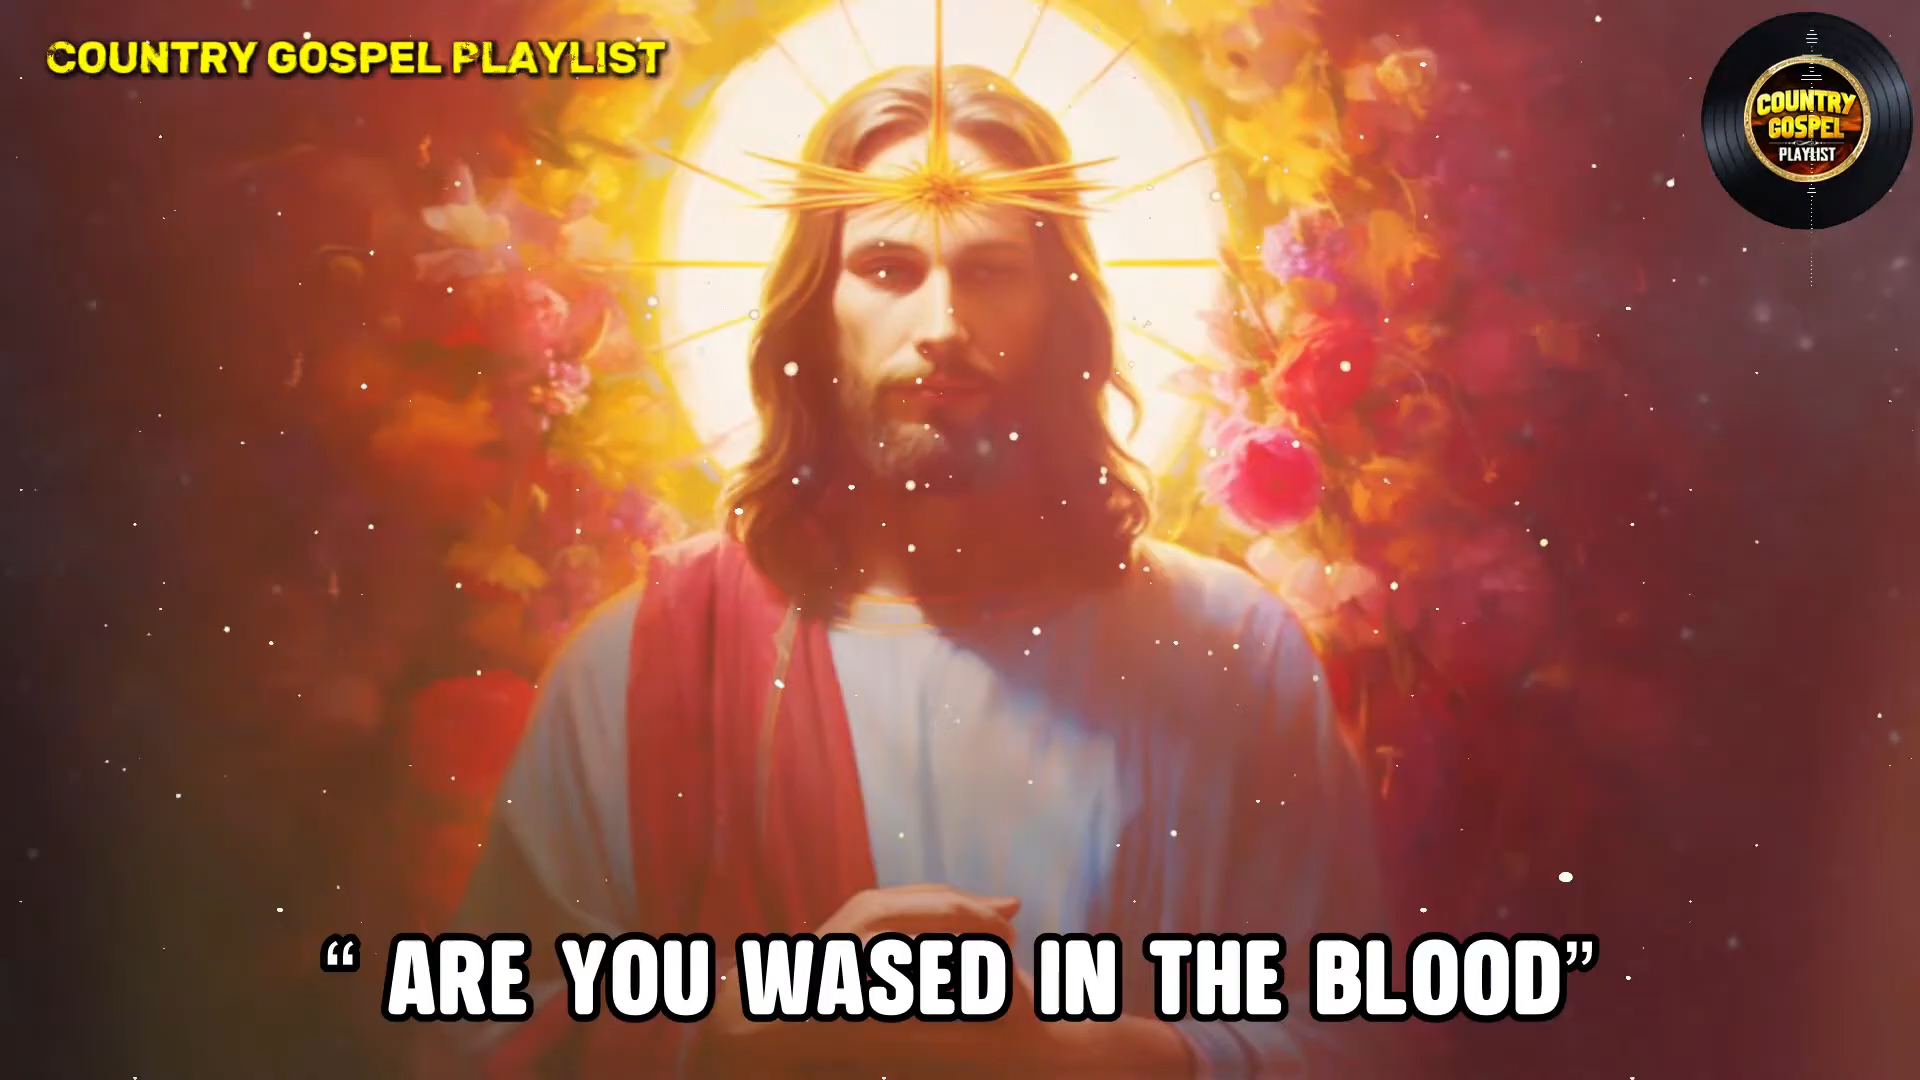 COUNTRY GOSPEL PLAYLIST
COUNTRY
GOSPEL
PLAYLIST
“ ARE YOU WASED IN THE BLOOD”